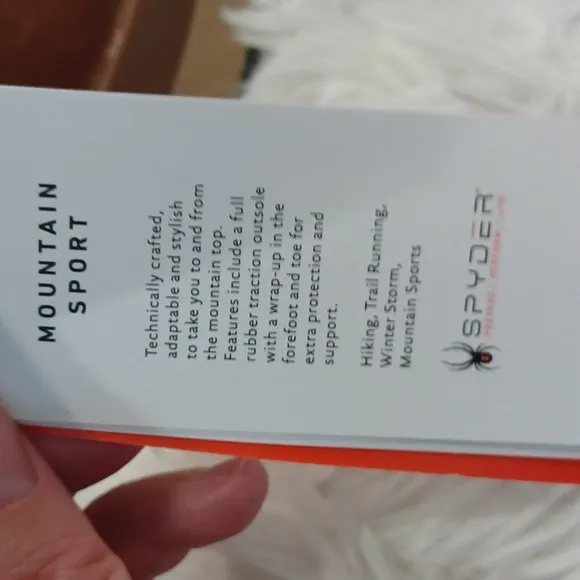 MOUNTAIN
SPORT
Technically crafted,
adaptable and stylish
to take you to and from
the mountain top.
Features include a full
rubber traction outsole
with a wrap-up in the
forefoot and toe for
extra protection and
support.
Hiking, Trail Running,
Winter Storm,
Mountain Sports
SPYDER